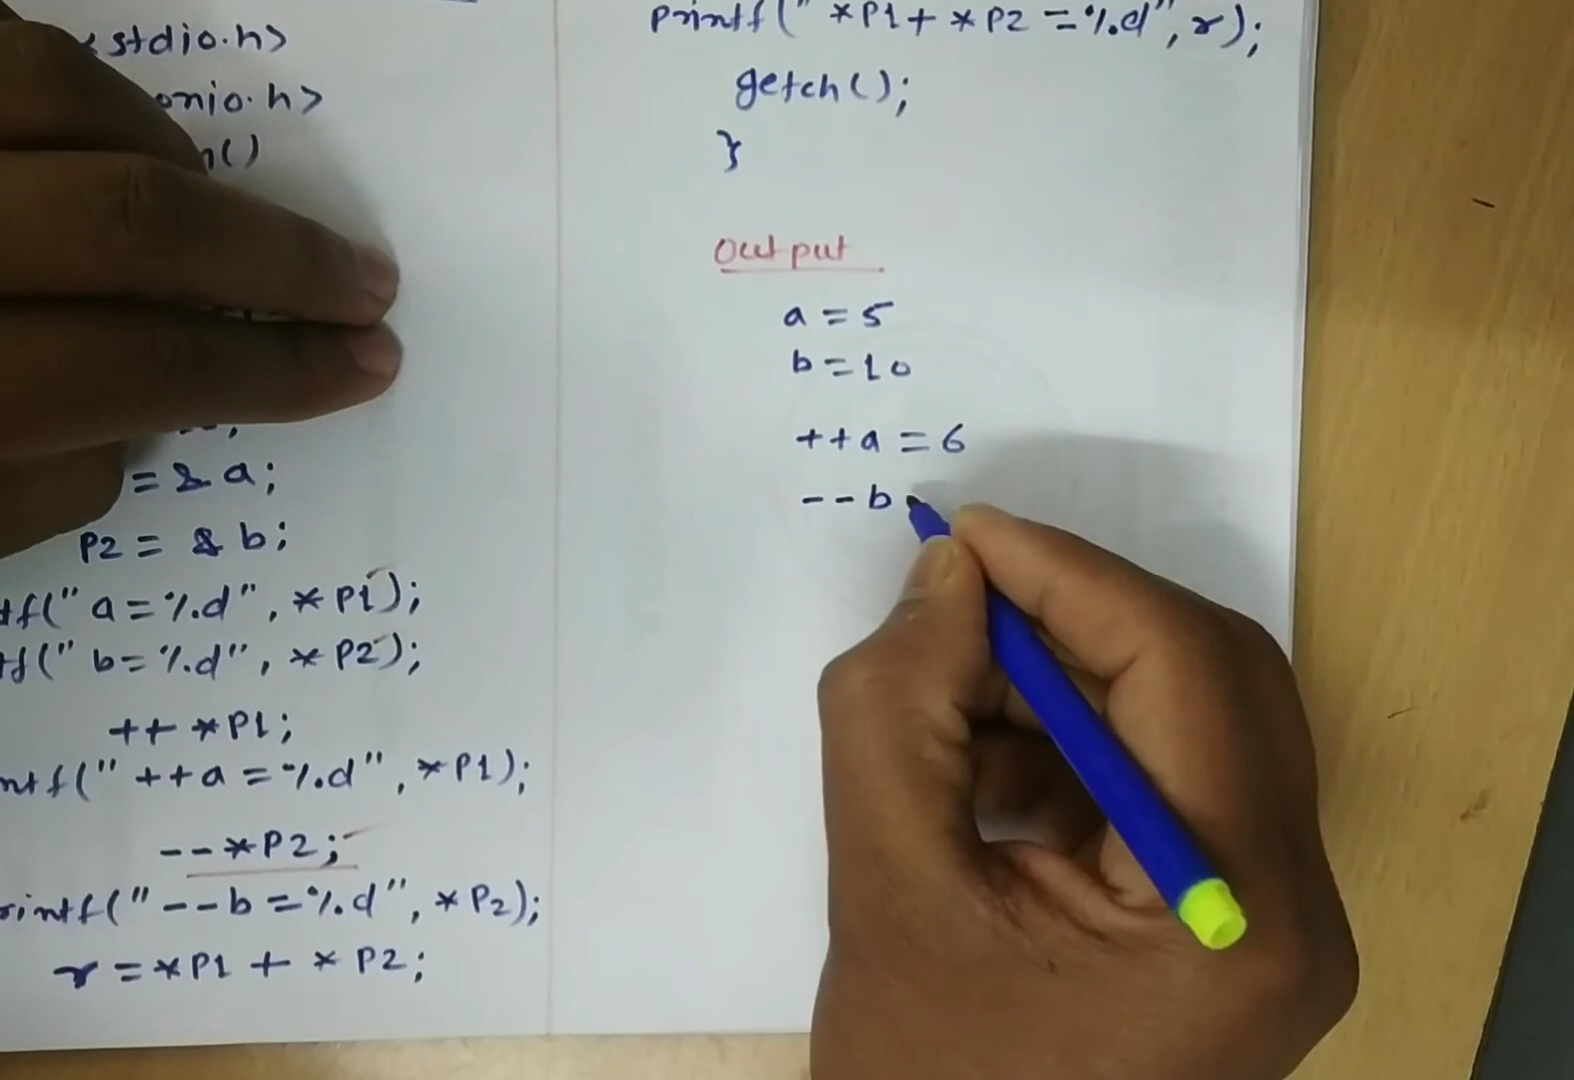 stdio.h>
onio.h>
n()
= & a;
P2 = & b;
tf(" a = %d", *P1);
tf(" b = %d", *P2);
++ *P1;
ntf(" ++a = %d", *P1);
--*P2;
rintf(" --b = %d", *P2);
r = *P1 + *P2;
printf(" *P1 + *P2 = %d", r);
getch();
}
Output
a = 5
b = 10
++a = 6
--b